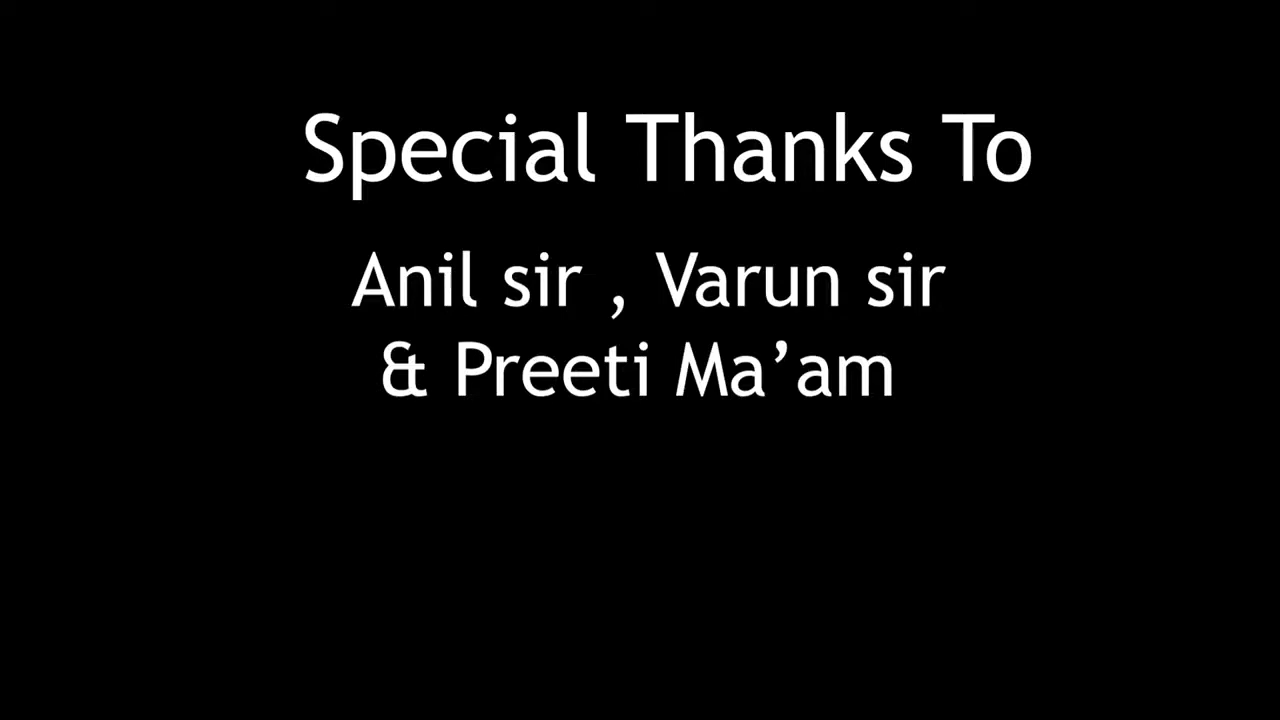 Special Thanks To
Anil sir , Varun sir
& Preeti Ma’am